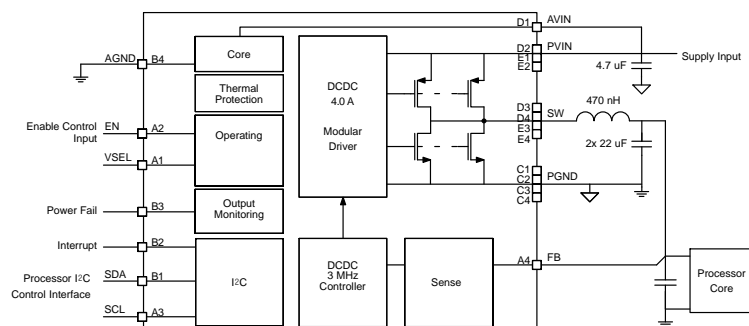 D1 AVIN
AGND B4
Core
D2 PVIN
E1
E2
Supply Input
4.7 uF
Thermal
Protection
DCDC
4.0 A
Modular
Driver
Enable Control
Input
EN A2
Operating
VSEL A1
D3
D4 SW
E3
E4
470 nH
2x 22 uF
Power Fail B3
Output
Monitoring
C1
C2 PGND
C3
C4
Interrupt B2
Processor I2C
Control Interface
SDA B1
SCL A3
I2C
DCDC
3 MHz
Controller
Sense
A4 FB
Processor
Core